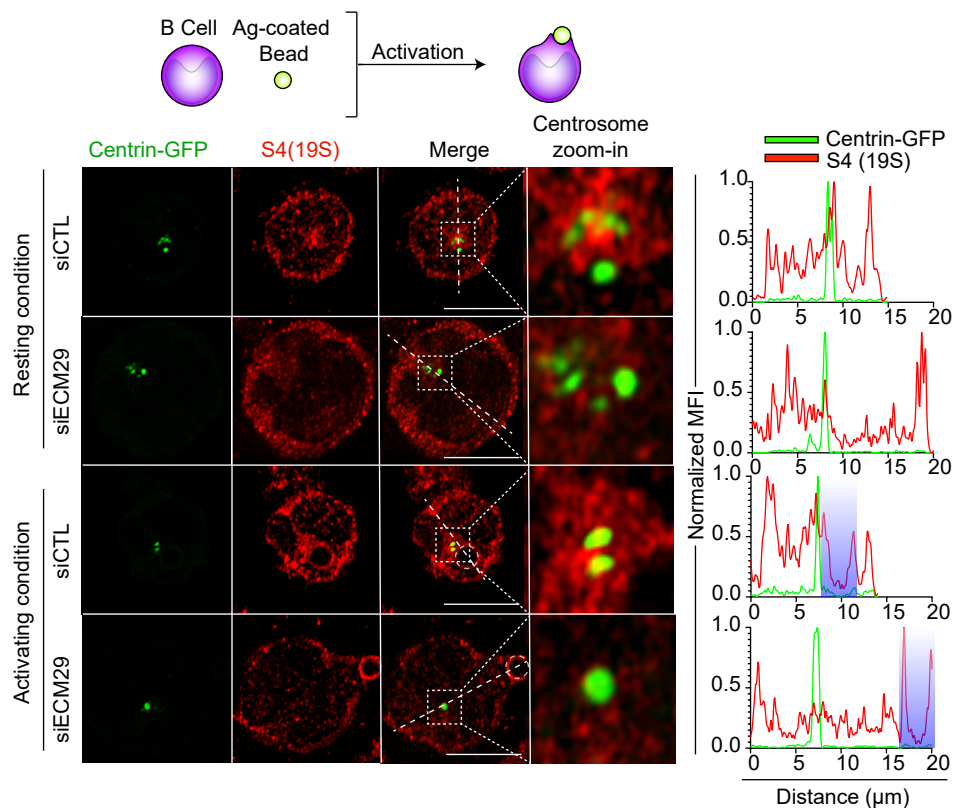 B Cell
Ag-coated
Bead
Activation
Centrin-GFP
S4(19S)
Merge
Centrosome
zoom-in
Centrin-GFP
S4 (19S)
Resting condition
siCTL
siECM29
Activating condition
siCTL
siECM29
Normalized MFI
1.0
0.5
0.0
0 5 10 15 20
1.0
0.5
0.0
0 5 10 15 20
1.0
0.5
0.0
0 5 10 15 20
1.0
0.5
0.0
0 5 10 15 20
Distance (µm)